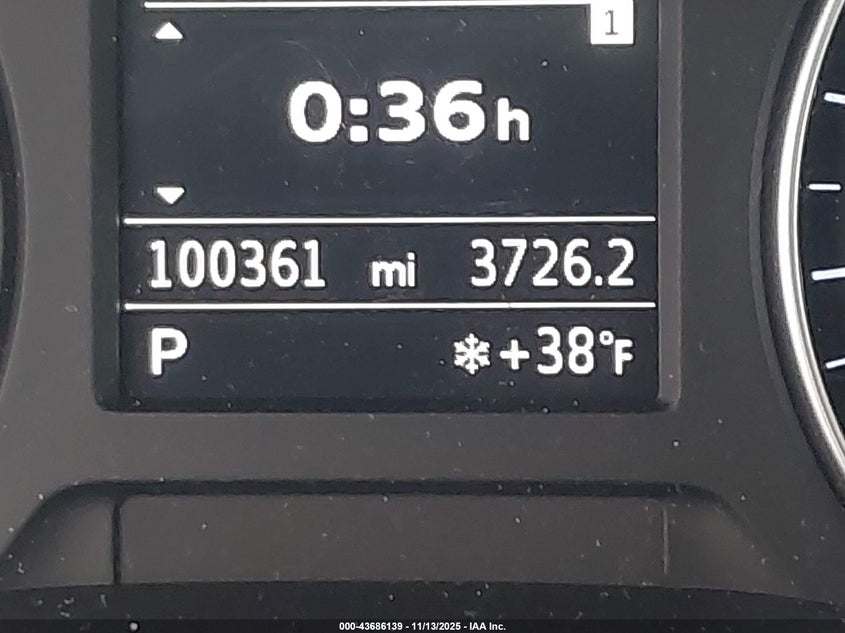 1
0:36h
100361 mi 3726.2
P ❄+38°F
000-43686139 - 11/13/2025 - IAA Inc.